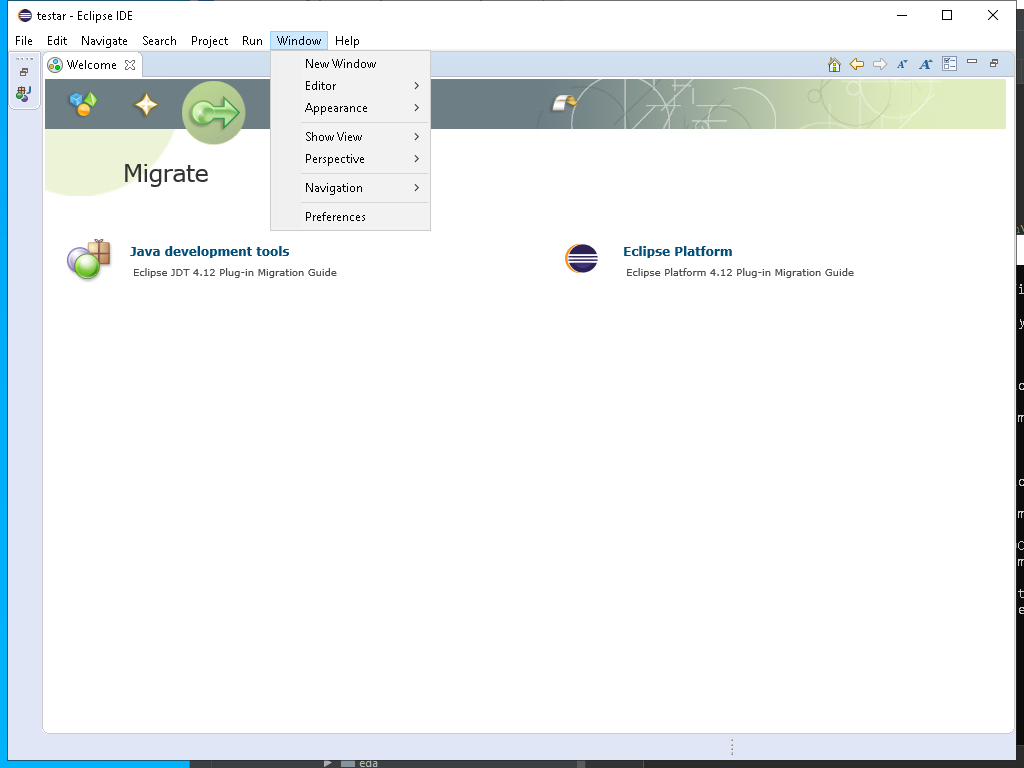 testar - Eclipse IDE
File Edit Navigate Search Project Run Window Help
Welcome
New Window
Editor
Appearance
Show View
Perspective
Navigation
Preferences
Migrate
Java development tools
Eclipse JDT 4.12 Plug-in Migration Guide
Eclipse Platform
Eclipse Platform 4.12 Plug-in Migration Guide
eda